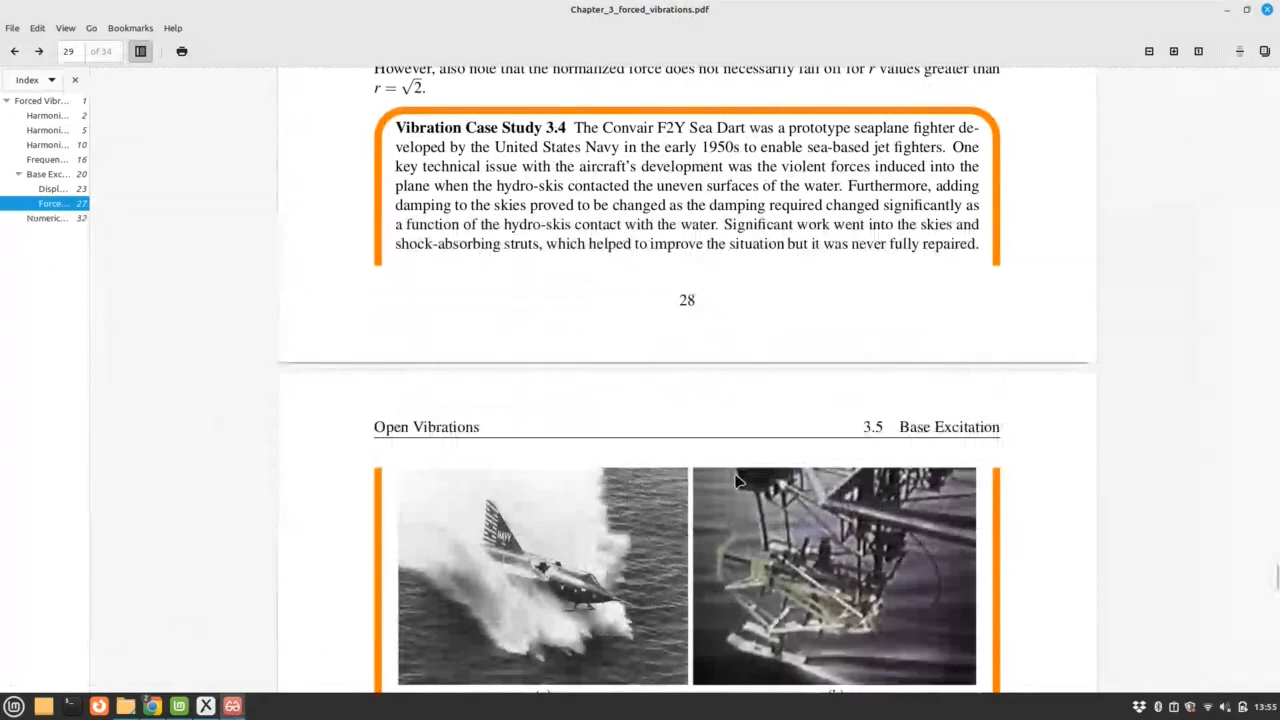 Chapter_3_forced_vibrations.pdf
File Edit View Go Bookmarks Help
29 of 34
Index
Forced Vibr... 1
Harmoni... 2
Harmoni... 5
Harmoni... 10
Frequen... 16
Base Exc... 20
Displ... 23
Force... 27
Numeric... 32
However, also note that the normalized force does not necessarily fall off for r values greater than
r = √2.
Vibration Case Study 3.4 The Convair F2Y Sea Dart was a prototype seaplane fighter de-
veloped by the United States Navy in the early 1950s to enable sea-based jet fighters. One
key technical issue with the aircraft's development was the violent forces induced into the
plane when the hydro-skis contacted the uneven surfaces of the water. Furthermore, adding
damping to the skies proved to be changed as the damping required changed significantly as
a function of the hydro-skis contact with the water. Significant work went into the skies and
shock-absorbing struts, which helped to improve the situation but it was never fully repaired.
28
Open Vibrations 3.5 Base Excitation
NAVY
13:55